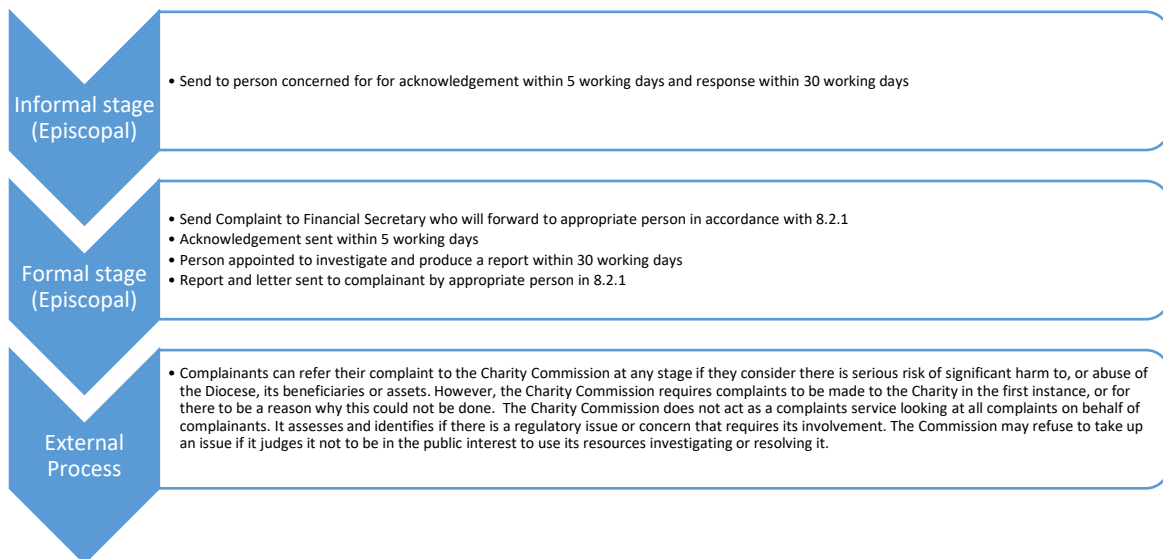 Informal stage
(Episcopal)
• Send to person concerned for for acknowledgement within 5 working days and response within 30 working days
Formal stage
(Episcopal)
• Send Complaint to Financial Secretary who will forward to appropriate person in accordance with 8.2.1
• Acknowledgement sent within 5 working days
• Person appointed to investigate and produce a report within 30 working days
• Report and letter sent to complainant by appropriate person in 8.2.1
External
Process
• Complainants can refer their complaint to the Charity Commission at any stage if they consider there is serious risk of significant harm to, or abuse of
the Diocese, its beneficiaries or assets. However, the Charity Commission requires complaints to be made to the Charity in the first instance, or for
there to be a reason why this could not be done.  The Charity Commission does not act as a complaints service looking at all complaints on behalf of
complainants. It assesses and identifies if there is a regulatory issue or concern that requires its involvement. The Commission may refuse to take up
an issue if it judges it not to be in the public interest to use its resources investigating or resolving it.